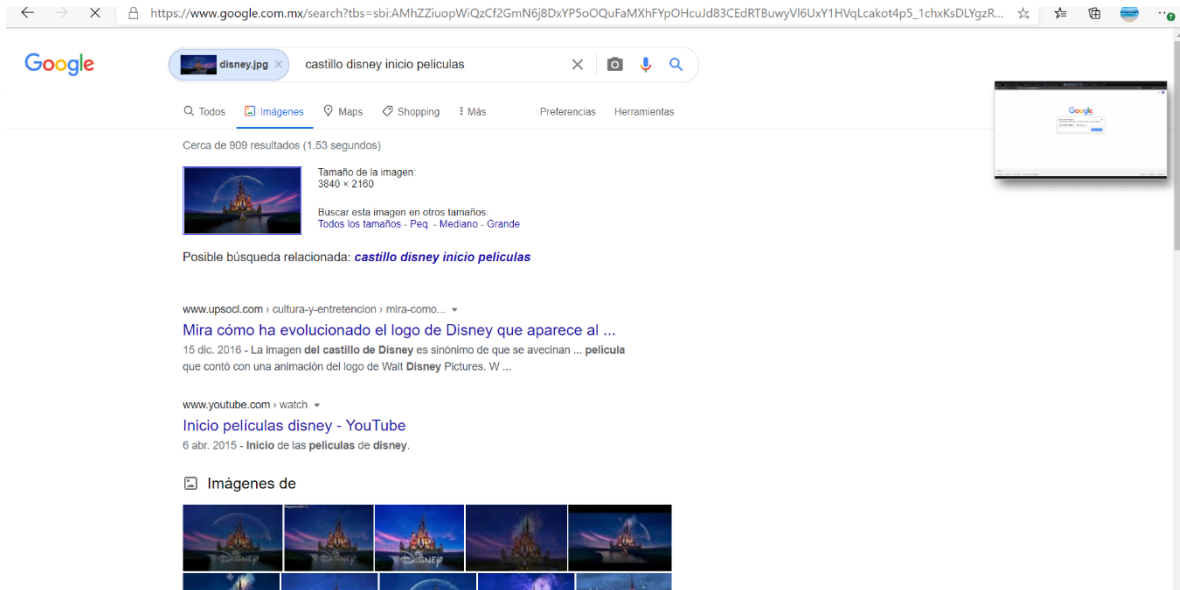 https://www.google.com.mx/search?tbs=sbi:AMhZZiuopWiQzCf2GmN6j8DxYP5oOQuFaMXhFYpOHcuJd83CEdRTBuwyVl6UxY1HVqLcakot4p5_1chxKsDLYgzR...
Google
disney.jpg × castillo disney inicio peliculas
Todos Imágenes Maps Shopping Más Preferencias Herramientas
Google
Cerca de 909 resultados (1.53 segundos)
Tamaño de la imagen:
3840 × 2160
Buscar esta imagen en otros tamaños:
Todos los tamaños - Peq. - Mediano - Grande
Posible búsqueda relacionada: castillo disney inicio peliculas
www.upsocl.com › cultura-y-entretencion › mira-como...
Mira cómo ha evolucionado el logo de Disney que aparece al ...
15 dic. 2016 - La imagen del castillo de Disney es sinónimo de que se avecinan ... película
que contó con una animación del logo de Walt Disney Pictures. W ...
www.youtube.com › watch
Inicio películas disney - YouTube
6 abr. 2015 - Inicio de las películas de disney.
Imágenes de
Disney Disney